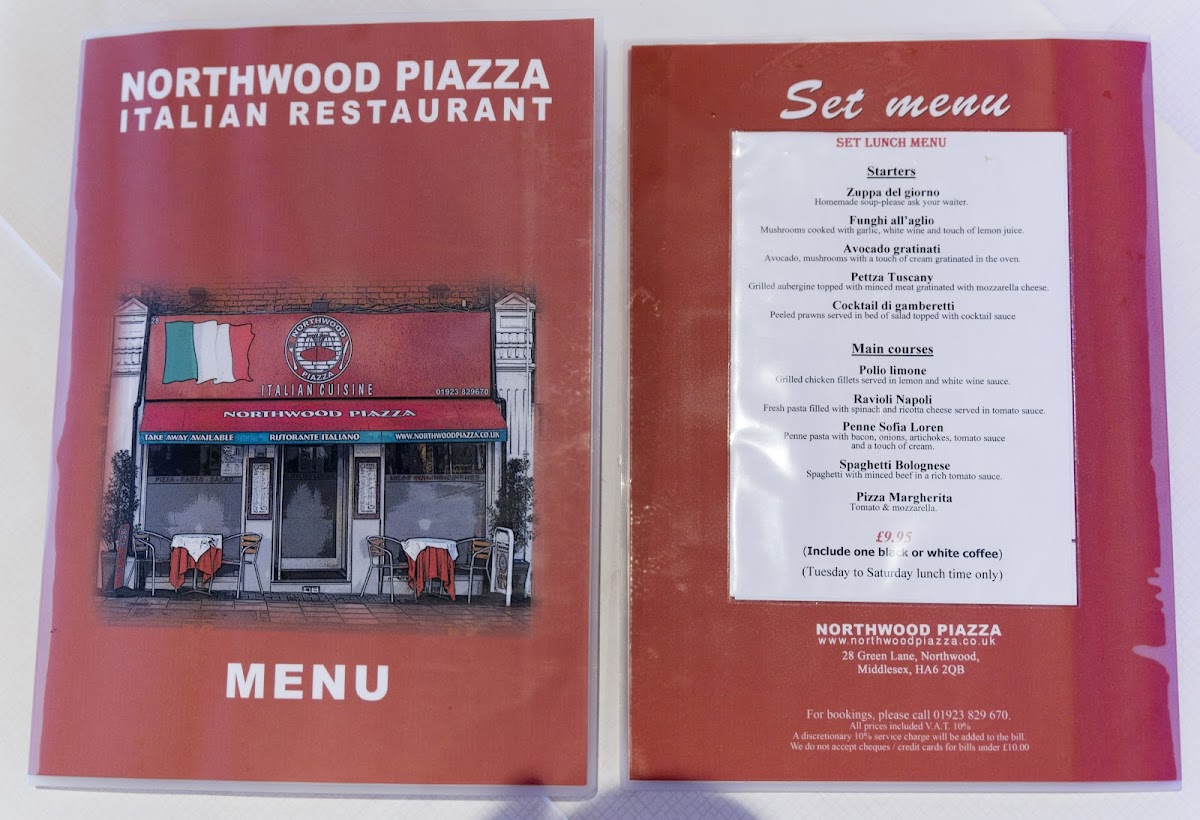 NORTHWOOD PIAZZA
ITALIAN RESTAURANT
28
NORTHWOOD
PIAZZA
ITALIAN CUISINE
01923 829670
NORTHWOOD PIAZZA
TAKE AWAY AVAILABLE
RISTORANTE ITALIANO
WWW.NORTHWOODPIAZZA.CO.UK
PIZZA - PASTA - SALAD
MENU
Set menu
SET LUNCH MENU
Starters
Zuppa del giorno
Homemade soup-please ask your waiter.
Funghi all'aglio
Mushrooms cooked with garlic, white wine and touch of lemon juice.
Avocado gratinati
Avocado, mushrooms with a touch of cream gratinated in the oven.
Pettza Tuscany
Grilled aubergine topped with minced meat gratinated with mozzarella cheese.
Cocktail di gamberetti
Peeled prawns served in bed of salad topped with cocktail sauce
Main courses
Polio limone
Grilled chicken fillets served in lemon and white wine sauce.
Ravioli Napoli
Fresh pasta filled with spinach and ricotta cheese served in tomato sauce.
Penne Sofia Loren
Penne pasta with bacon, onions, artichokes, tomato sauce
and a touch of cream.
Spaghetti Bolognese
Spaghetti with minced beef in a rich tomato sauce.
Pizza Margherita
Tomato & mozzarella.
£9.95
(Include one black or white coffee)
(Tuesday to Saturday lunch time only)
NORTHWOOD PIAZZA
www.northwoodpiazza.co.uk
28 Green Lane, Northwood,
Middlesex, HA6 2QB
For bookings, please call 01923 829 670.
All prices included V.A.T. 10%
A discretionary 10% service charge will be added to the bill.
We do not accept cheques / credit cards for bills under £10.00